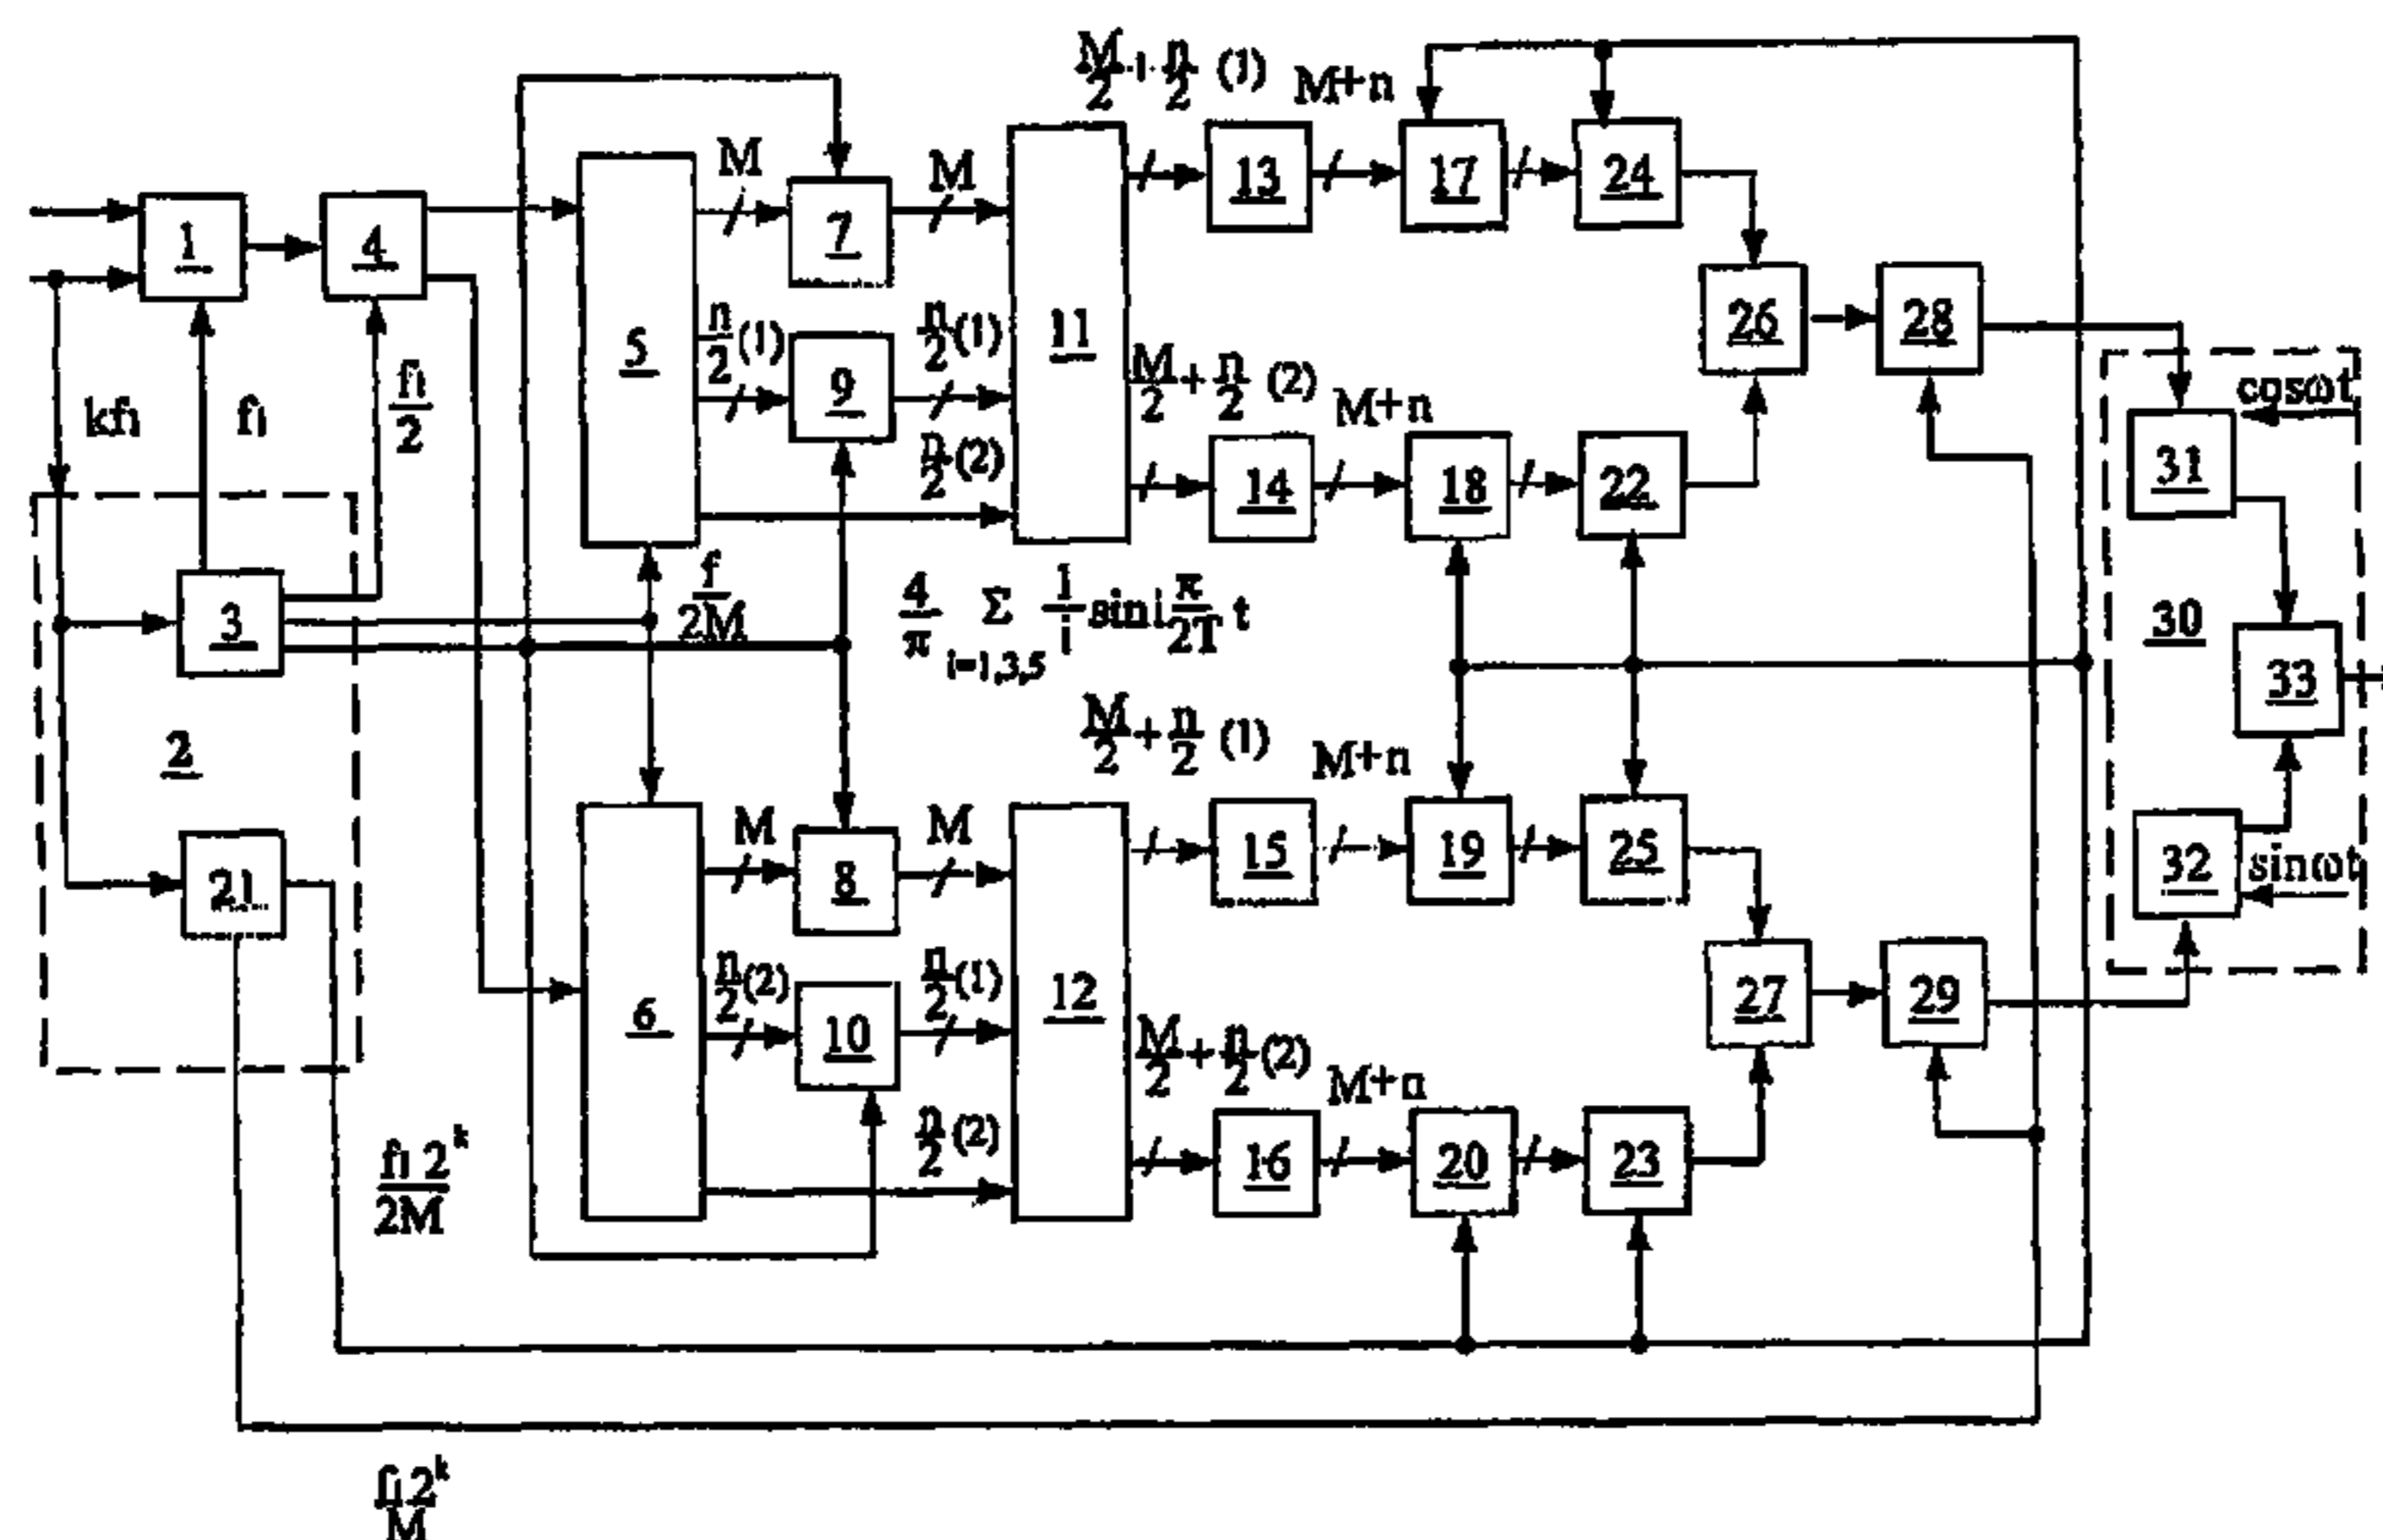 M/2 + n/2 (1) M+n
13 17 24
1 4
M M
7
5
n/2 (1) n/2 (1)
9
11
26 28
kfi fi fi/2
n/2 (2)
M/2 + n/2 (2) M+n
14 18 22
cosωt
31
3
f/2M
4/π Σ i=1,3,5 1/i sin i π/2T t
30
33
2
M/2 + n/2 (1) M+n
21
M M
8
15 19 25
32
sinωt
6
n/2 (2) n/2 (1)
10
12
27 29
n/2 (2)
M/2 + n/2 (2) M+n
16 20 23
fi 2^k/2M
fi 2^k/M